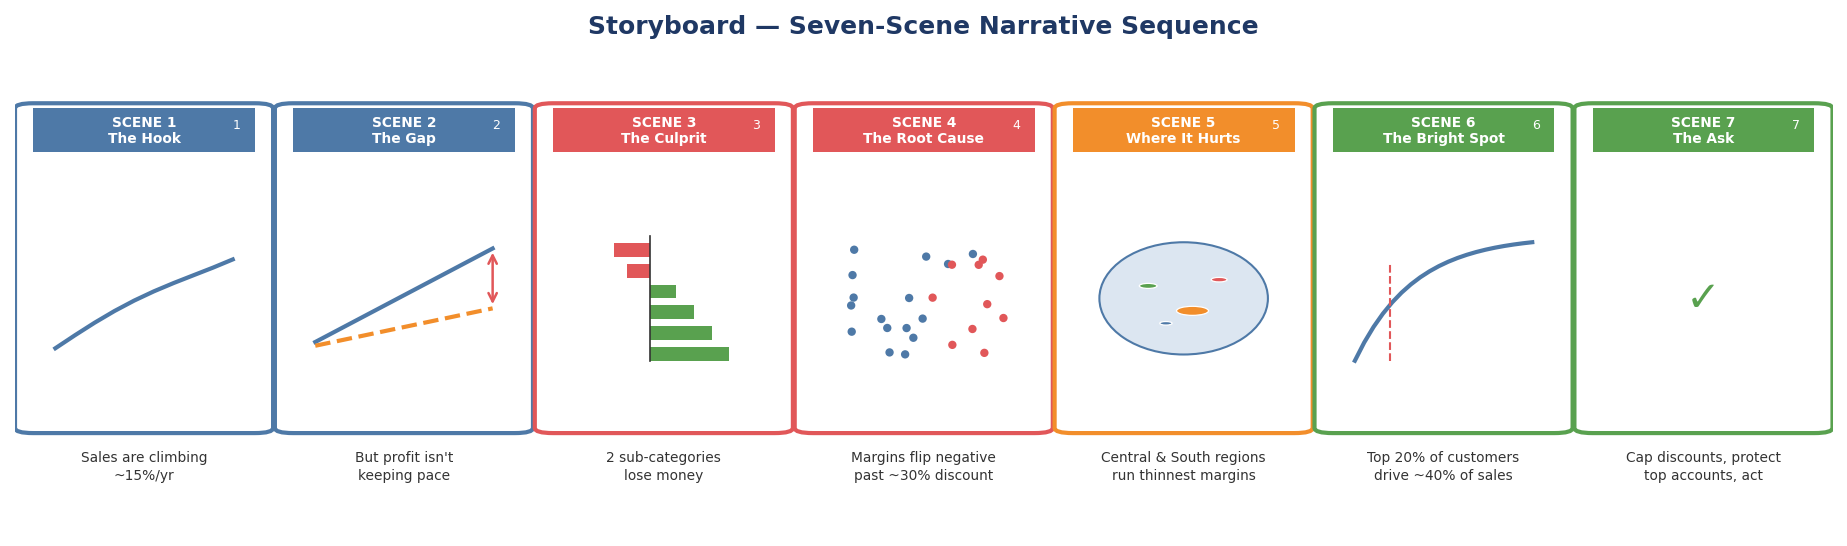 Storyboard — Seven-Scene Narrative Sequence
SCENE 1
The Hook
1
SCENE 2
The Gap
2
SCENE 3
The Culprit
3
SCENE 4
The Root Cause
4
SCENE 5
Where It Hurts
5
SCENE 6
The Bright Spot
6
SCENE 7
The Ask
7
✓
Sales are climbing
~15%/yr
But profit isn't
keeping pace
2 sub-categories
lose money
Margins flip negative
past ~30% discount
Central & South regions
run thinnest margins
Top 20% of customers
drive ~40% of sales
Cap discounts, protect
top accounts, act